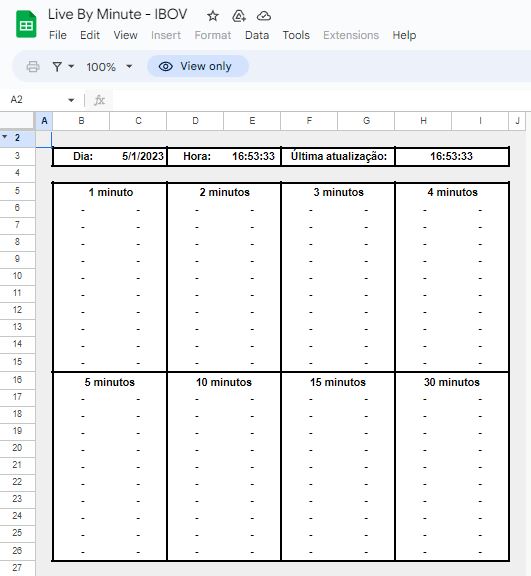 Live By Minute - IBOV
File Edit View Insert Format Data Tools Extensions Help
100% View only
A2 fx
A B C D E F G H I J
2
3 Dia: 5/1/2023 Hora: 16:53:33 Última atualização: 16:53:33
4
5 1 minuto 2 minutos 3 minutos 4 minutos
6 - - - - - - - -
7 - - - - - - - -
8 - - - - - - - -
9 - - - - - - - -
10 - - - - - - - -
11 - - - - - - - -
12 - - - - - - - -
13 - - - - - - - -
14 - - - - - - - -
15 - - - - - - - -
16 5 minutos 10 minutos 15 minutos 30 minutos
17 - - - - - - - -
18 - - - - - - - -
19 - - - - - - - -
20 - - - - - - - -
21 - - - - - - - -
22 - - - - - - - -
23 - - - - - - - -
24 - - - - - - - -
25 - - - - - - - -
26 - - - - - - - -
27